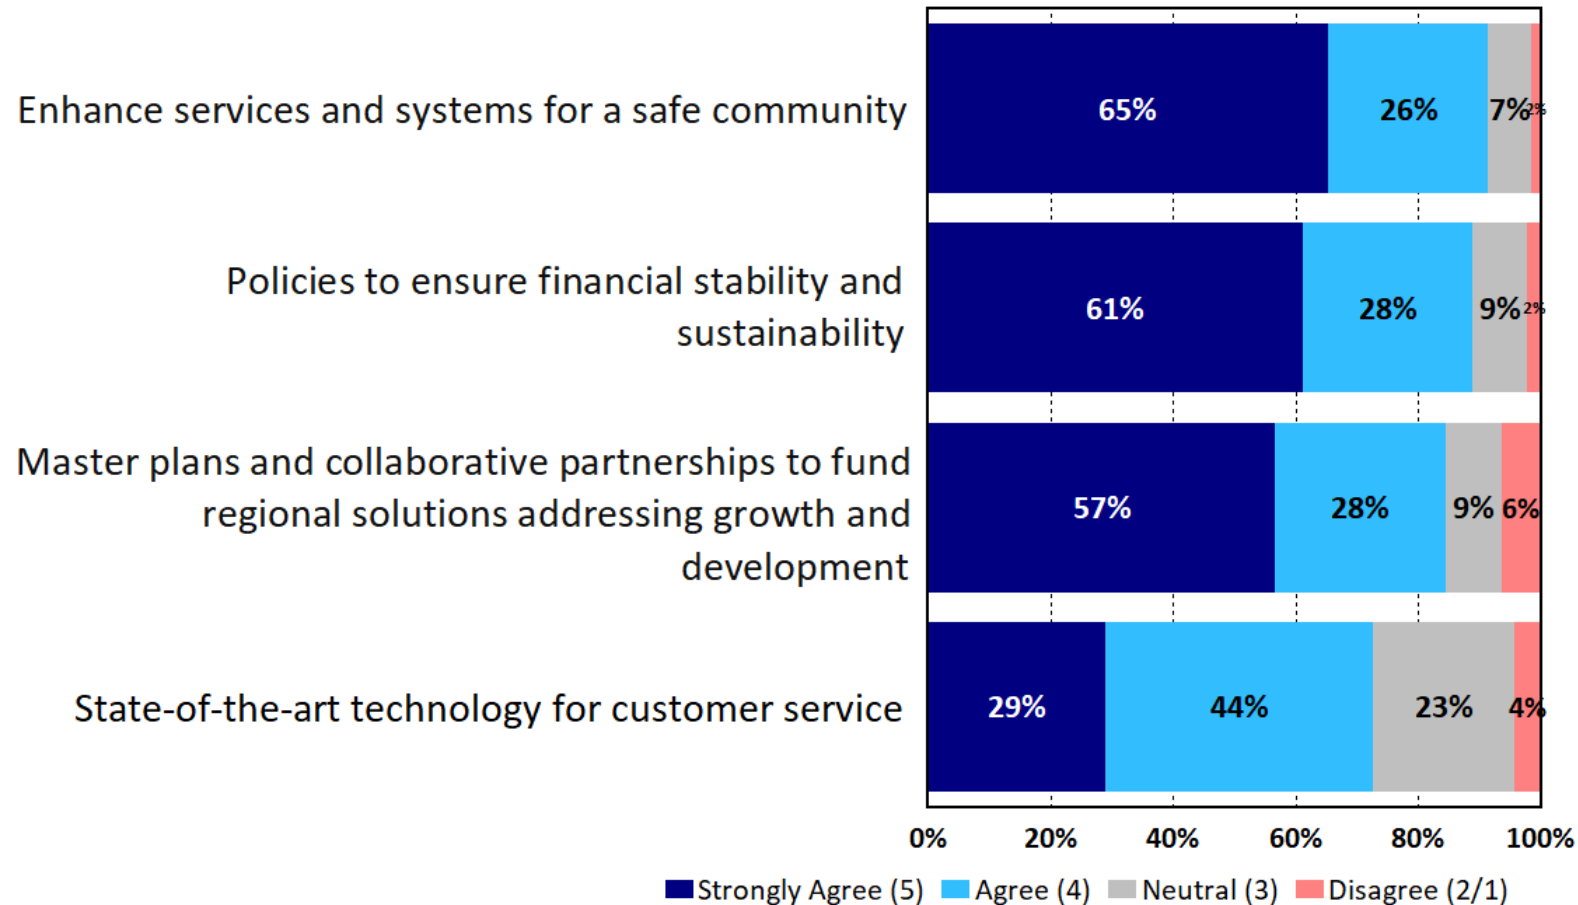 Enhance services and systems for a safe community
65% 26% 7% 2%
Policies to ensure financial stability and
sustainability
61% 28% 9% 2%
Master plans and collaborative partnerships to fund
regional solutions addressing growth and
development
57% 28% 9% 6%
State-of-the-art technology for customer service
29% 44% 23% 4%
0% 20% 40% 60% 80% 100%
Strongly Agree (5) Agree (4) Neutral (3) Disagree (2/1)